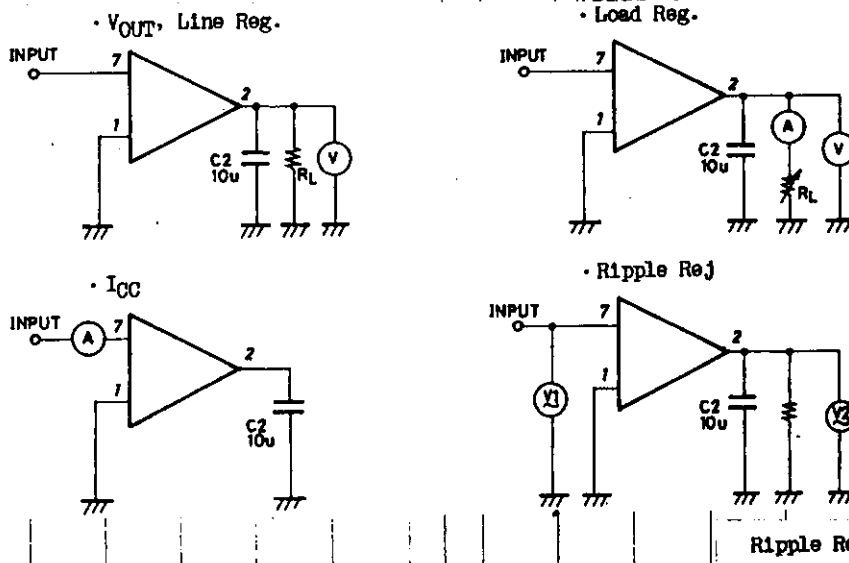 · VOUT, Line Reg.
INPUT
7
2
1
C2
10u
RL
V
· Load Reg.
INPUT
7
2
1
C2
10u
A
RL
V
· ICC
INPUT
A
7
2
1
C2
10u
· Ripple Rej
INPUT
7
2
1
V1
C2
10u
V2
Ripple Re